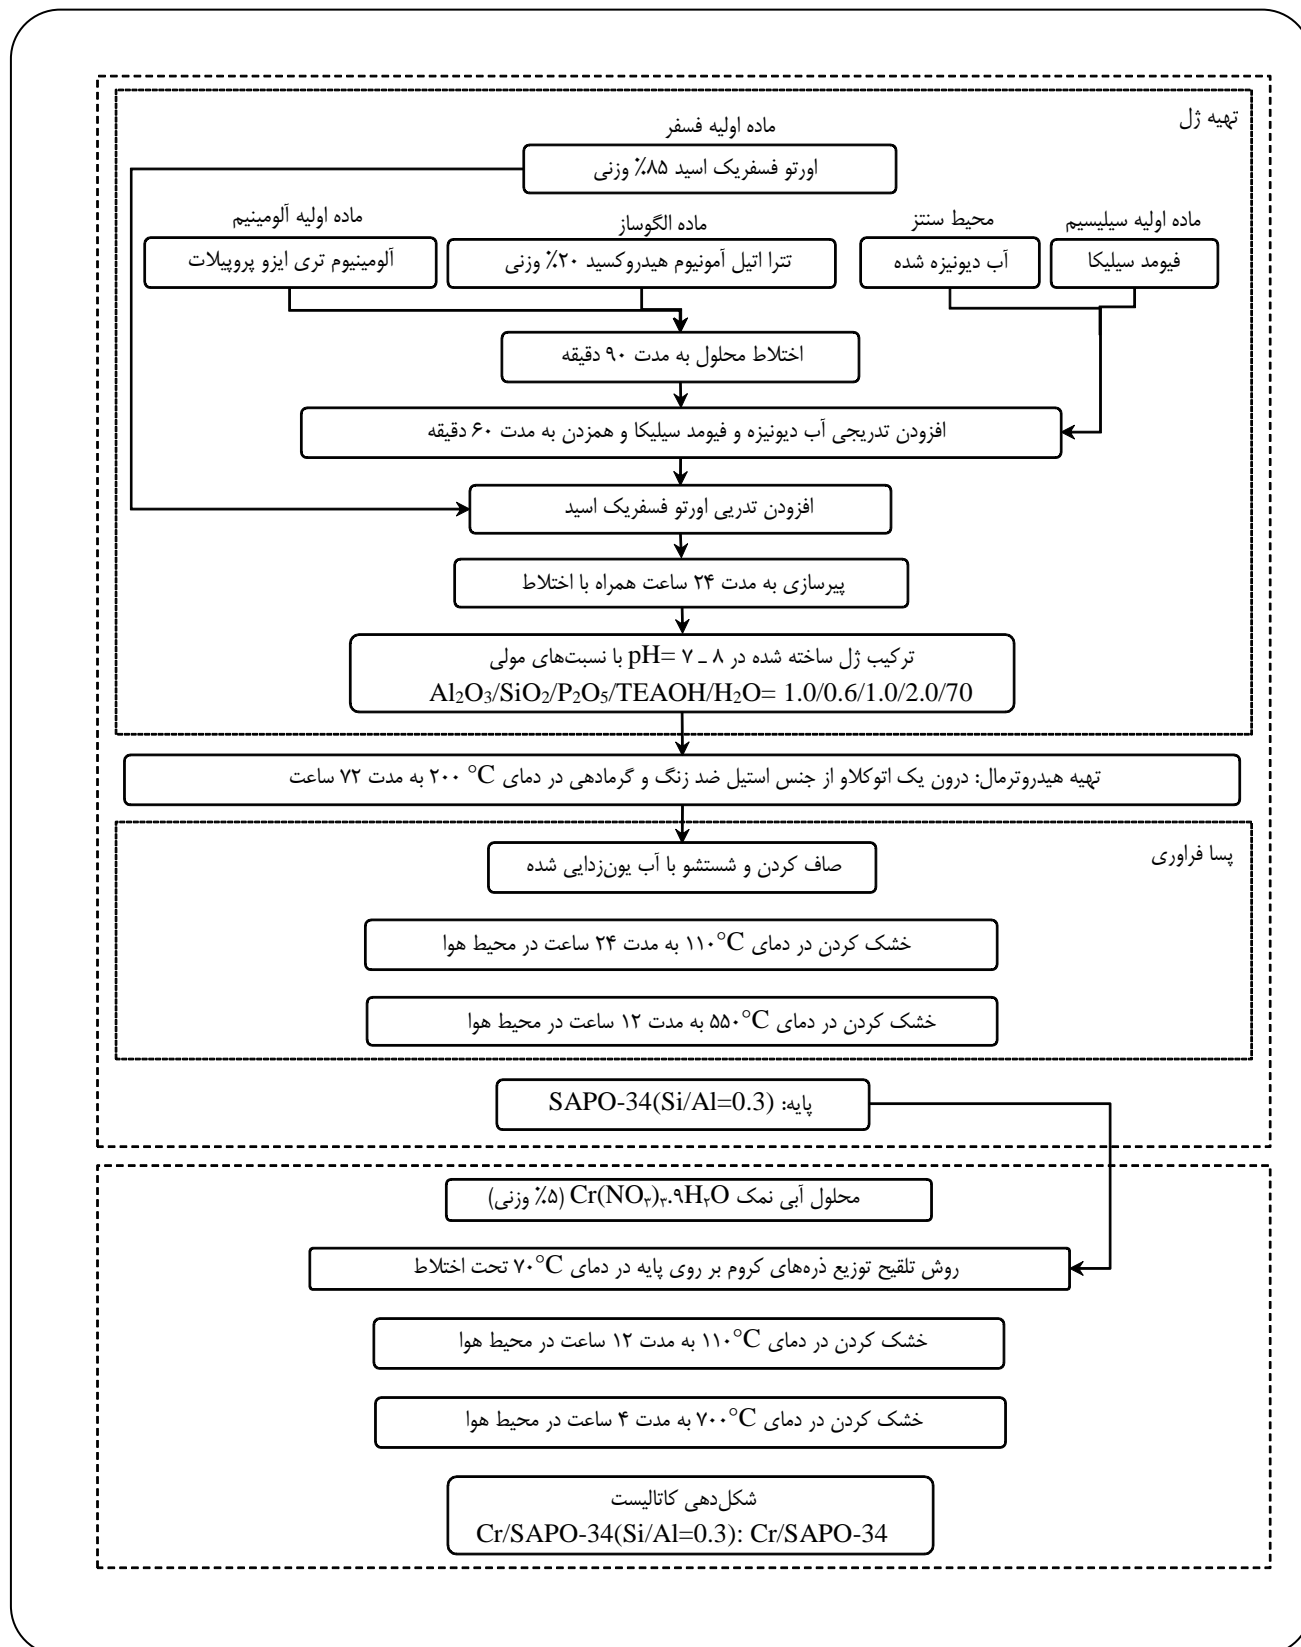 تهیه ژل
ماده اولیه فسفر
اورتو فسفریک اسید ۸۵٪ وزنی
ماده اولیه سیلیسیم
محیط سنتز
ماده الگوساز
ماده اولیه آلومینیم
فیومد سیلیکا
آب دیونیزه شده
تترا اتیل آمونیوم هیدروکسید ۲۰٪ وزنی
آلومینیوم تری ایزو پروپیلات
اختلاط محلول به مدت ۹۰ دقیقه
افزودن تدریجی آب دیونیزه و فیومد سیلیکا و همزدن به مدت ۶۰ دقیقه
افزودن تدریی اورتو فسفریک اسید
پیرسازی به مدت ۲۴ ساعت همراه با اختلاط
ترکیب ژل ساخته شده در pH= ۷ ـ ۸ با نسبت‌های مولی
Al₂O₃/SiO₂/P₂O₅/TEAOH/H₂O= 1.0/0.6/1.0/2.0/70
تهیه هیدروترمال: درون یک اتوکلاو از جنس استیل ضد زنگ و گرمادهی در دمای ۲۰۰ °C به مدت ۷۲ ساعت
پسا فراوری
صاف کردن و شستشو با آب یون‌زدایی شده
خشک کردن در دمای ۱۱۰°C به مدت ۲۴ ساعت در محیط هوا
خشک کردن در دمای ۵۵۰°C به مدت ۱۲ ساعت در محیط هوا
پایه: SAPO-34(Si/Al=0.3)
محلول آبی نمک Cr(NO۳)۳.۹H۲O (۵٪ وزنی)
روش تلقیح توزیع ذره‌های کروم بر روی پایه در دمای ۷۰°C تحت اختلاط
خشک کردن در دمای ۱۱۰°C به مدت ۱۲ ساعت در محیط هوا
خشک کردن در دمای ۷۰۰°C به مدت ۴ ساعت در محیط هوا
شکل‌دهی کاتالیست
Cr/SAPO-34(Si/Al=0.3): Cr/SAPO-34